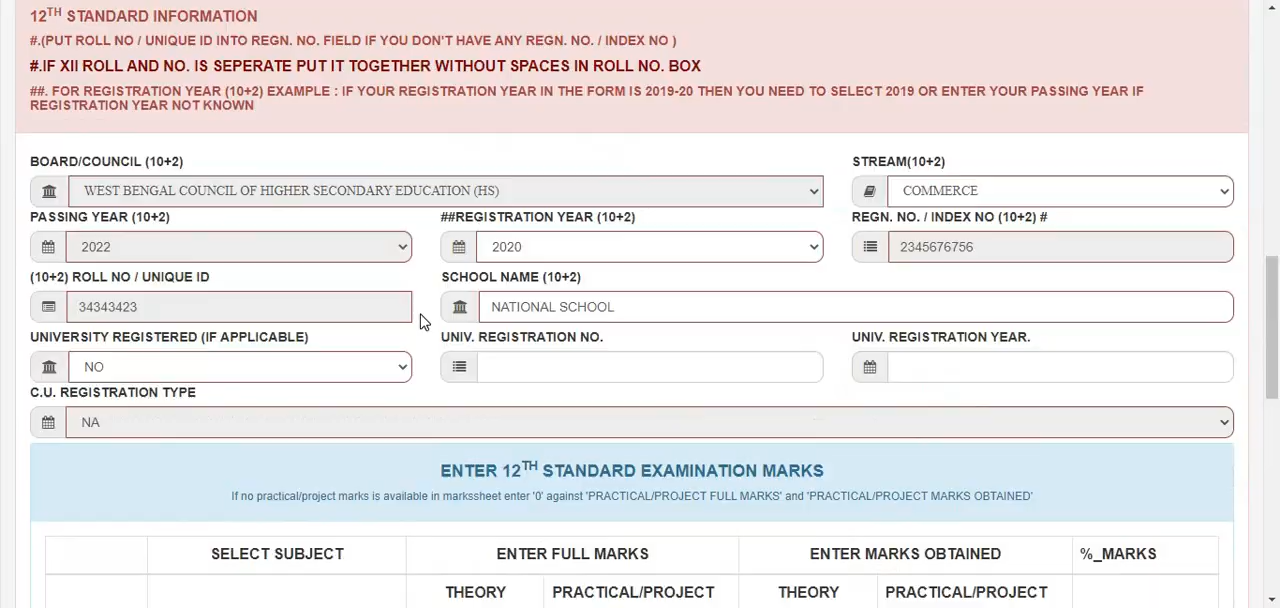 12TH STANDARD INFORMATION
#.(PUT ROLL NO / UNIQUE ID INTO REGN. NO. FIELD IF YOU DON'T HAVE ANY REGN. NO. / INDEX NO )
#.IF XII ROLL AND NO. IS SEPERATE PUT IT TOGETHER WITHOUT SPACES IN ROLL NO. BOX
##. FOR REGISTRATION YEAR (10+2) EXAMPLE : IF YOUR REGISTRATION YEAR IN THE FORM IS 2019-20 THEN YOU NEED TO SELECT 2019 OR ENTER YOUR PASSING YEAR IF
REGISTRATION YEAR NOT KNOWN
BOARD/COUNCIL (10+2) STREAM(10+2)
WEST BENGAL COUNCIL OF HIGHER SECONDARY EDUCATION (HS) COMMERCE
PASSING YEAR (10+2) ##REGISTRATION YEAR (10+2) REGN. NO. / INDEX NO (10+2) #
2022 2020 2345676756
(10+2) ROLL NO / UNIQUE ID SCHOOL NAME (10+2)
34343423 NATIONAL SCHOOL
UNIVERSITY REGISTERED (IF APPLICABLE) UNIV. REGISTRATION NO. UNIV. REGISTRATION YEAR.
NO
C.U. REGISTRATION TYPE
NA
ENTER 12TH STANDARD EXAMINATION MARKS
If no practical/project marks is available in markssheet enter '0' against 'PRACTICAL/PROJECT FULL MARKS' and 'PRACTICAL/PROJECT MARKS OBTAINED'
SELECT SUBJECT ENTER FULL MARKS ENTER MARKS OBTAINED %_MARKS
THEORY PRACTICAL/PROJECT THEORY PRACTICAL/PROJECT